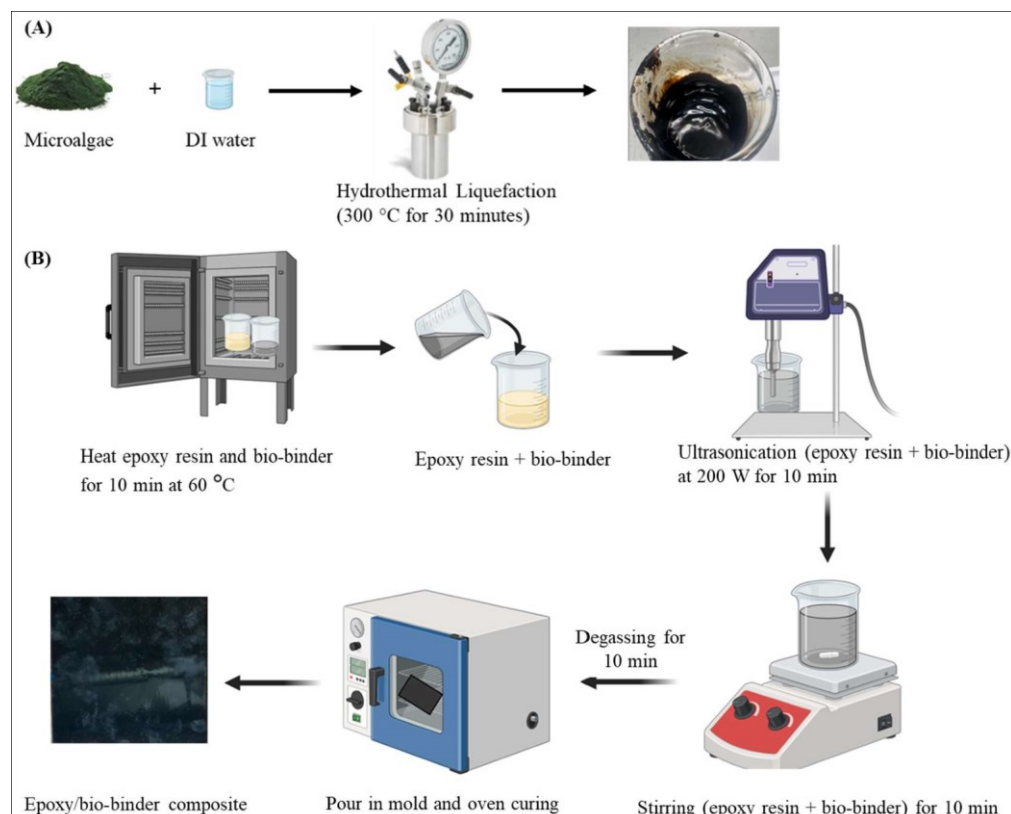 (A)
+
Microalgae
DI water
Hydrothermal Liquefaction
(300 °C for 30 minutes)
(B)
Heat epoxy resin and bio-binder
for 10 min at 60 °C
Epoxy resin + bio-binder
Ultrasonication (epoxy resin + bio-binder)
at 200 W for 10 min
Degassing for
10 min
Epoxy/bio-binder composite
Pour in mold and oven curing
Stirring (epoxy resin + bio-binder) for 10 min